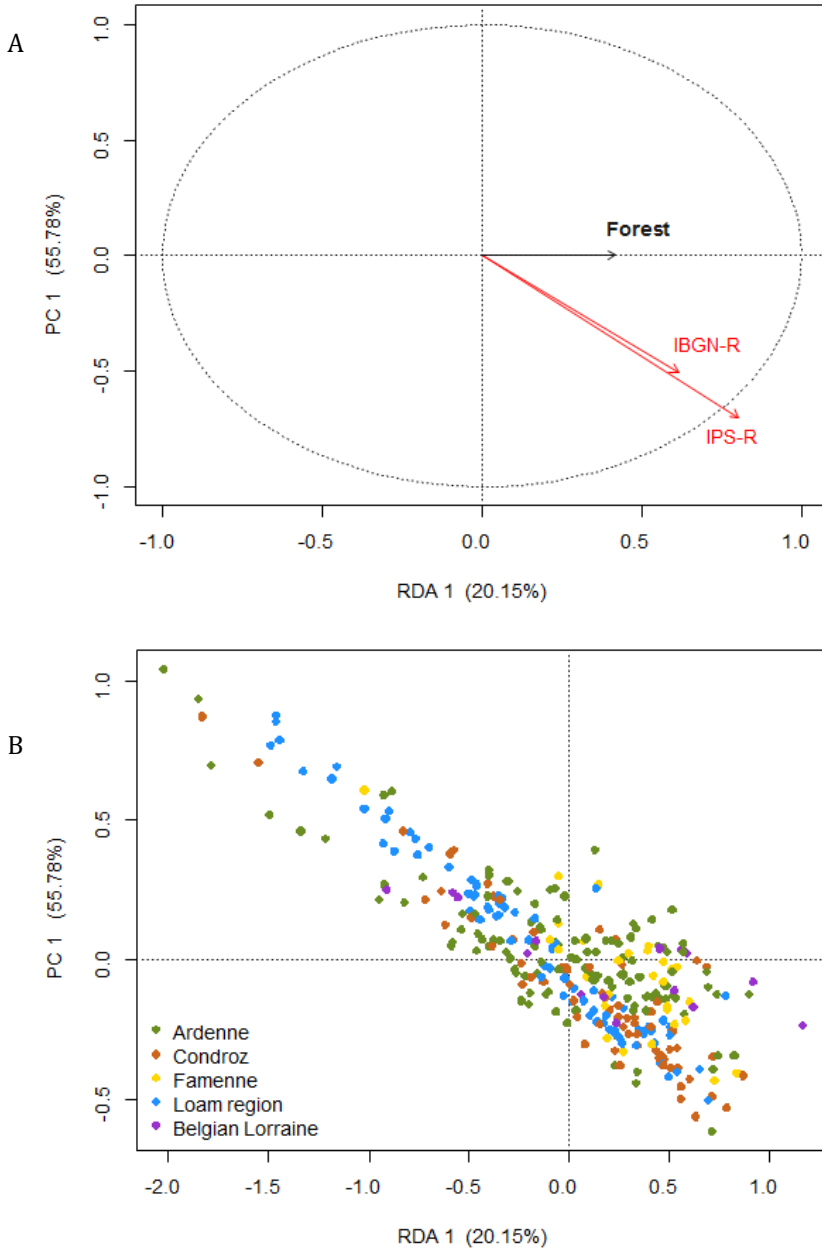 A
1.0
0.5
0.0
-0.5
-1.0
PC 1 (55.78%)
Forest
IBGN-R
IPS-R
-1.0 -0.5 0.0 0.5 1.0
RDA 1 (20.15%)
B
1.0
0.5
0.0
-0.5
PC 1 (55.78%)
Ardenne
Condroz
Famenne
Loam region
Belgian Lorraine
-2.0 -1.5 -1.0 -0.5 0.0 0.5 1.0
RDA 1 (20.15%)